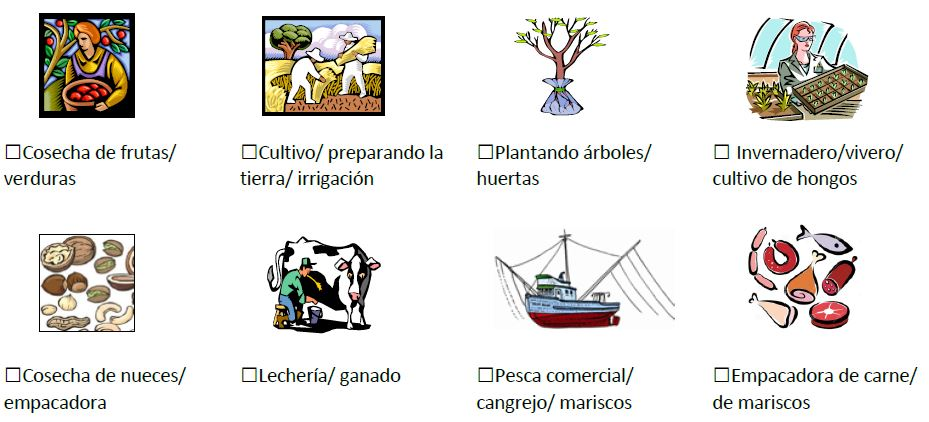 ☐Cosecha de frutas/
verduras
☐Cultivo/ preparando la
tierra/ irrigación
☐Plantando árboles/
huertas
☐ Invernadero/vivero/
cultivo de hongos
☐Cosecha de nueces/
empacadora
☐Lechería/ ganado
☐Pesca comercial/
cangrejo/ mariscos
☐Empacadora de carne/
de mariscos